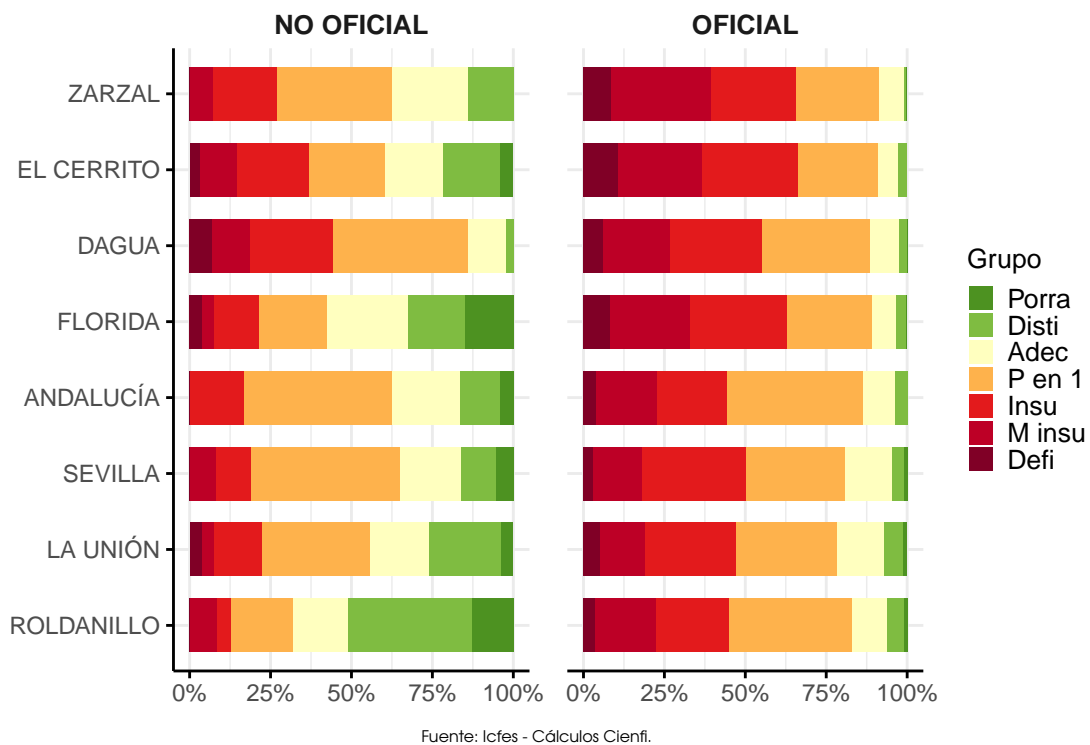 NO OFICIAL
OFICIAL
ZARZAL
EL CERRITO
DAGUA
FLORIDA
ANDALUCÍA
SEVILLA
LA UNIÓN
ROLDANILLO
0% 25% 50% 75% 100%
0% 25% 50% 75% 100%
Grupo
Porra
Disti
Adec
P en 1
Insu
M insu
Defi
Fuente: Icfes - Cálculos Cienfi.